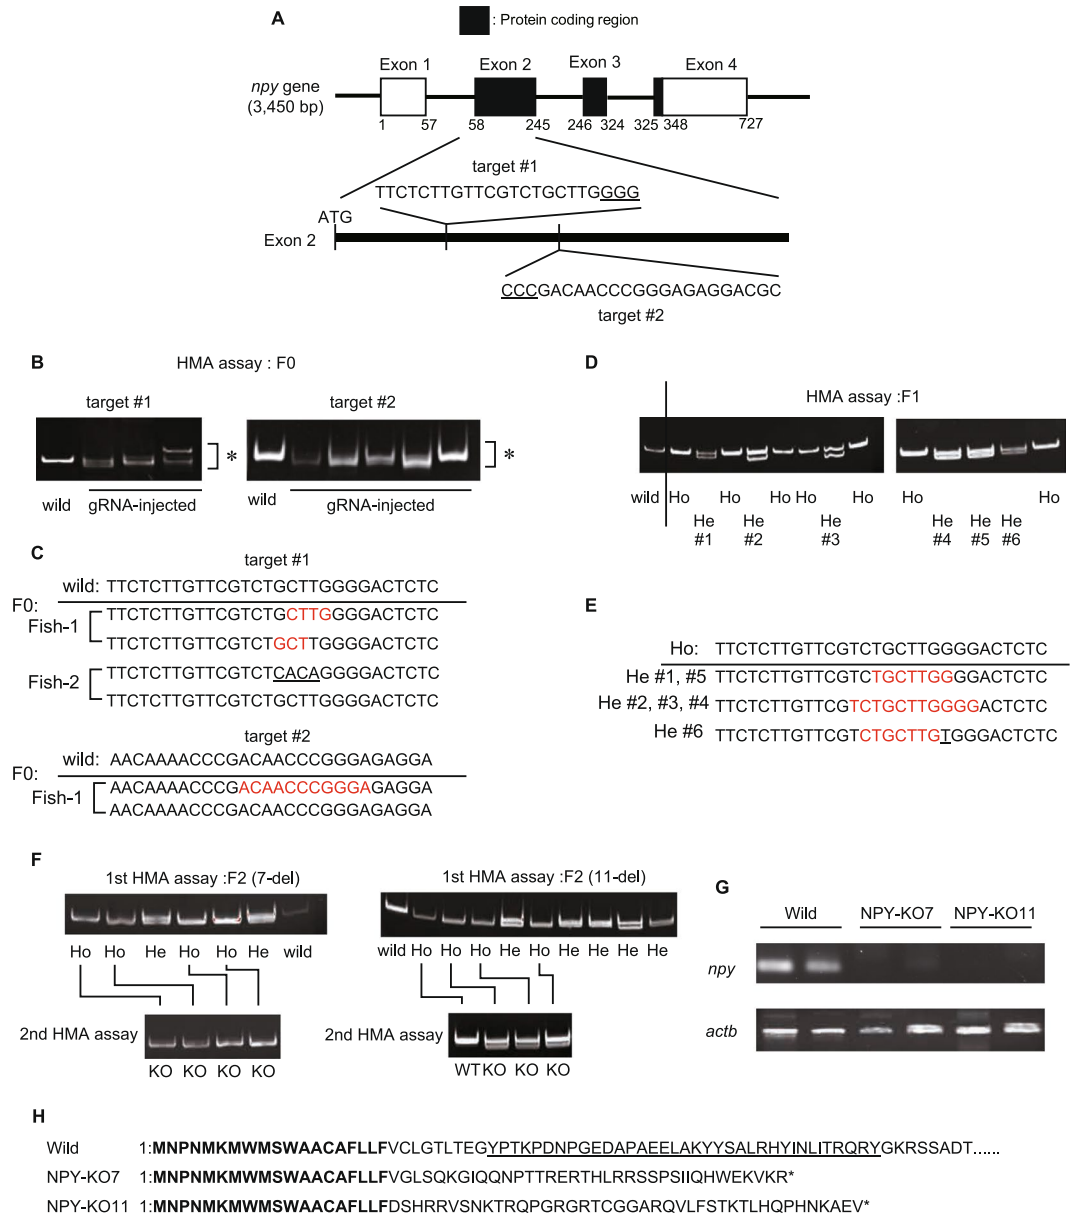 A
: Protein coding region
Exon 1 Exon 2 Exon 3 Exon 4
npy gene
(3,450 bp)
1 57 58 245 246 324 325 348 727
target #1
TTCTCTTGTTCGTCTGCTTGGGG
ATG
Exon 2
CCCGACAACCCGGGAGAGGACGC
target #2
B
HMA assay : F0
target #1 target #2
* *
wild gRNA-injected wild gRNA-injected
C
target #1
wild: TTCTCTTGTTCGTCTGCTTGGGGACTCTC
F0:
Fish-1 TTCTCTTGTTCGTCTGCTTGGGGACTCTC
TTCTCTTGTTCGTCTGCTTGGGGACTCTC
Fish-2 TTCTCTTGTTCGTCTCACAGGGGACTCTC
TTCTCTTGTTCGTCTGCTTGGGGACTCTC
target #2
wild: AACAAAACCCGACAACCCGGGAGAGGA
F0:
Fish-1 AACAAAACCCGACAACCCGGGAGAGGA
AACAAAACCCGACAACCCGGGAGAGGA
D
HMA assay :F1
wild Ho Ho Ho Ho Ho Ho Ho
He He He He He He
#1 #2 #3 #4 #5 #6
E
Ho: TTCTCTTGTTCGTCTGCTTGGGGACTCTC
He #1, #5 TTCTCTTGTTCGTCTGCTTGGGGACTCTC
He #2, #3, #4 TTCTCTTGTTCGTCTGCTTGGGGACTCTC
He #6 TTCTCTTGTTCGTCTGCTTGTGGGACTCTC
F
1st HMA assay :F2 (7-del)
Ho Ho He Ho Ho He wild
2nd HMA assay
KO KO KO KO
1st HMA assay :F2 (11-del)
wild Ho Ho Ho He Ho He He He He
2nd HMA assay
WT KO KO KO
G
Wild NPY-KO7 NPY-KO11
npy
actb
H
Wild 1:MNPNMKMWMSWAACAFLLFVCLGTLTEGYPTKPDNPGEDAPAEELAKYYSALRHYINLITRQRYGKRSSADT......
NPY-KO7 1:MNPNMKMWMSWAACAFLLFVGLSQKGIQQNPTTRERTHLRRSSPSIIQHWEKVKR*
NPY-KO11 1:MNPNMKMWMSWAACAFLLFDSHRRVSNKTRQPGRGRTCGGARQVLFSTKTLHQPHNKAEV*